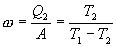 ω = Q₂/A = T₂/(T₁ − T₂)